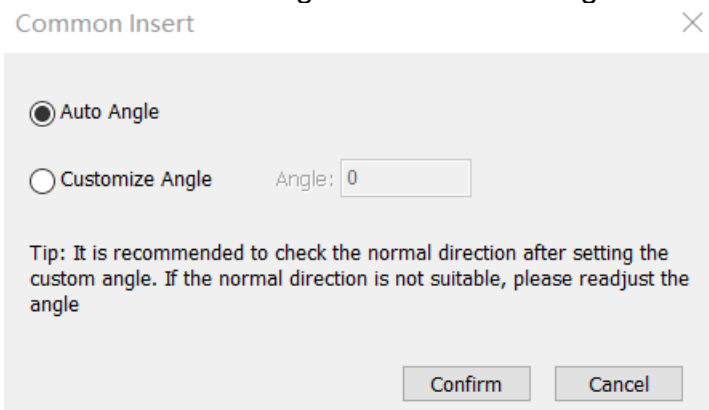 Common Insert
Auto Angle
Customize Angle Angle: 0
Tip: It is recommended to check the normal direction after setting the
custom angle. If the normal direction is not suitable, please readjust the
angle
Confirm Cancel